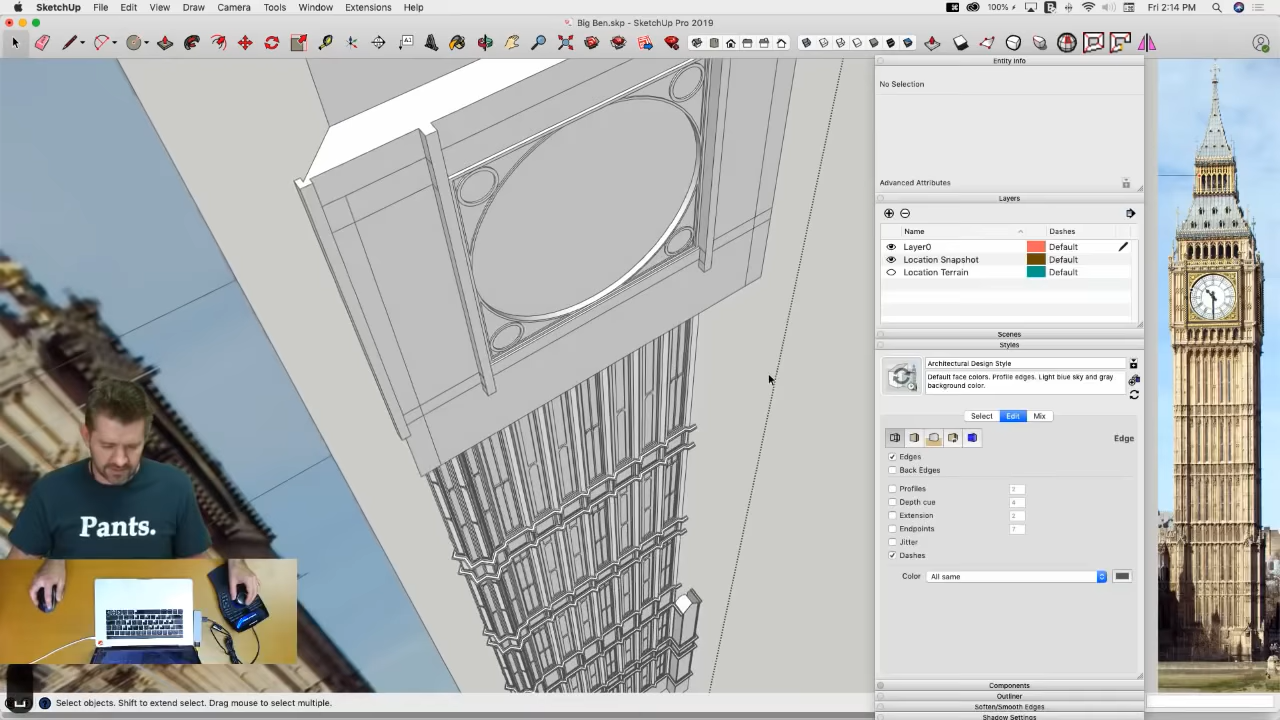 SketchUp File Edit View Draw Camera Tools Window Extensions Help 100% Fri 2:14 PM
Big Ben.skp - SketchUp Pro 2019
Entity Info
No Selection
Advanced Attributes
Layers
Name Dashes
Layer0 Default
Location Snapshot Default
Location Terrain Default
Scenes
Styles
Architectural Design Style
Default face colors. Profile edges. Light blue sky and gray
background color.
Select Edit Mix
Edge
Edges
Back Edges
Profiles 2
Depth cue 4
Extension 2
Endpoints 7
Jitter
Dashes
Color All same
Components
Outliner
Soften/Smooth Edges
Shadow Settings
Pants.
Select objects. Shift to extend select. Drag mouse to select multiple.